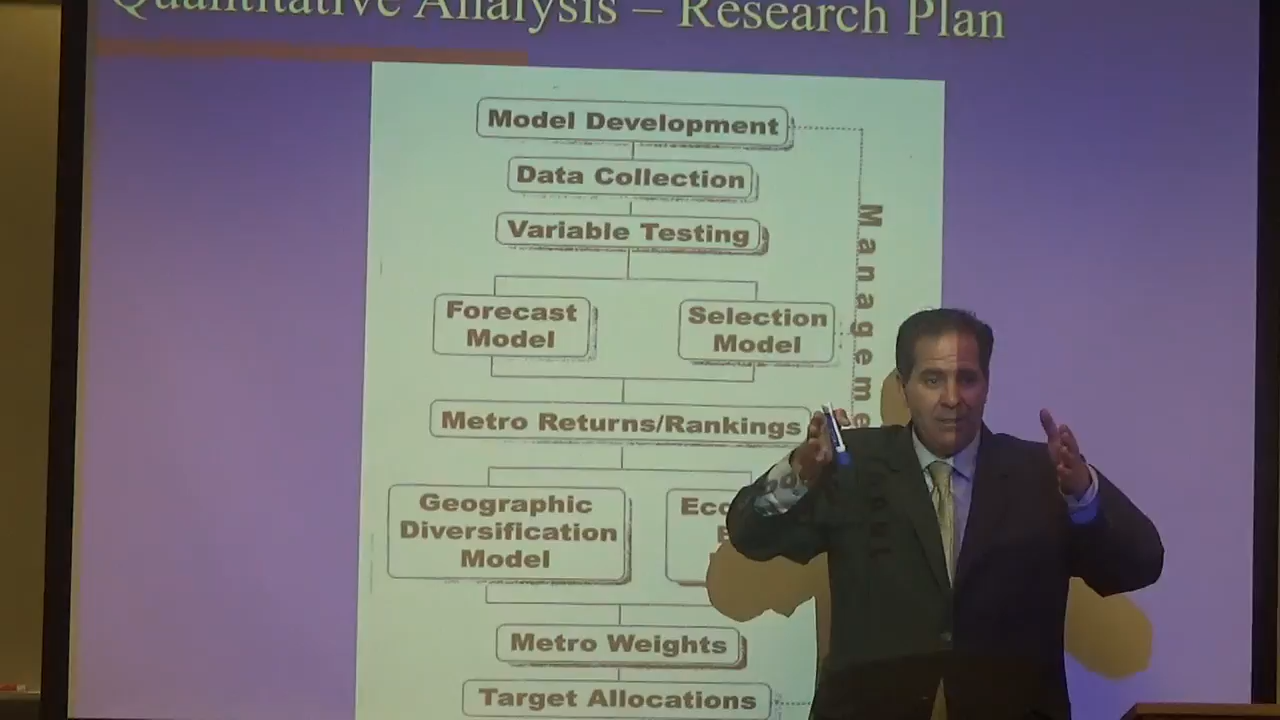 Quantitative Analysis – Research Plan
Model Development
Data Collection
Variable Testing
Forecast
Model
Selection
Model
Metro Returns/Rankings
Geographic
Diversification
Model
Metro Weights
Target Allocations